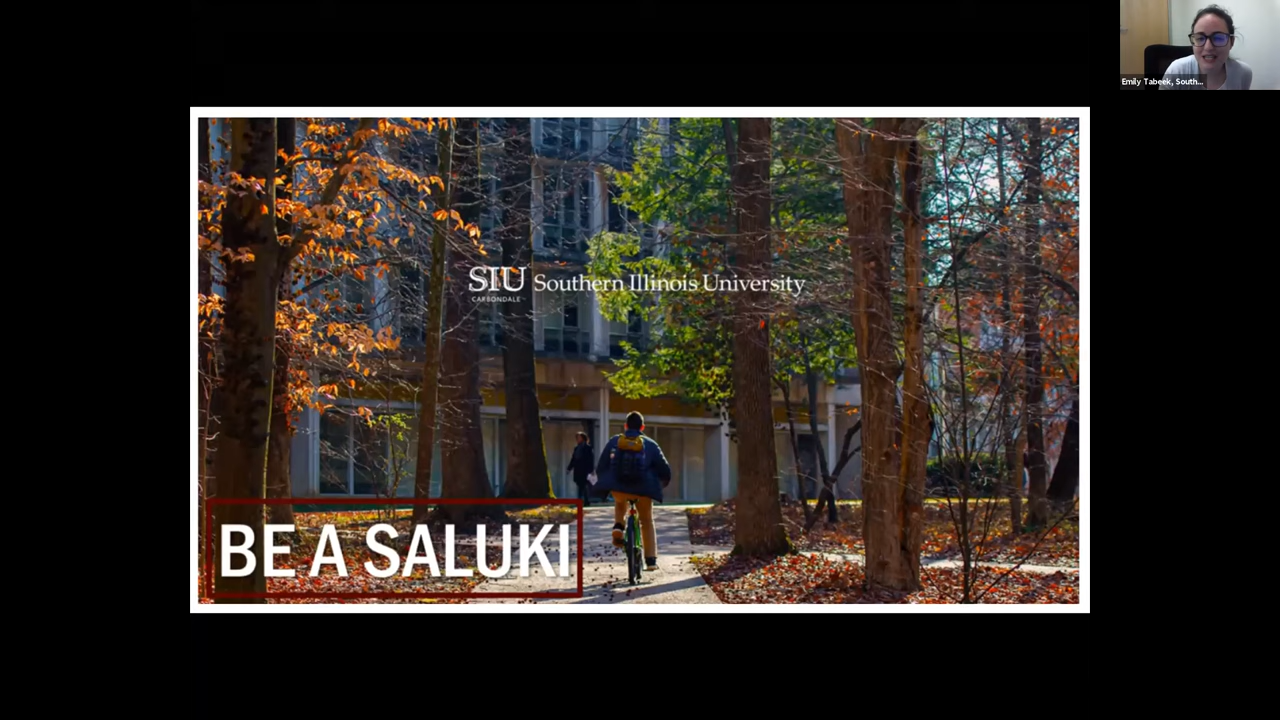 Emily Tabeek, South...
SIU Southern Illinois University
CARBONDALE
BE A SALUKI